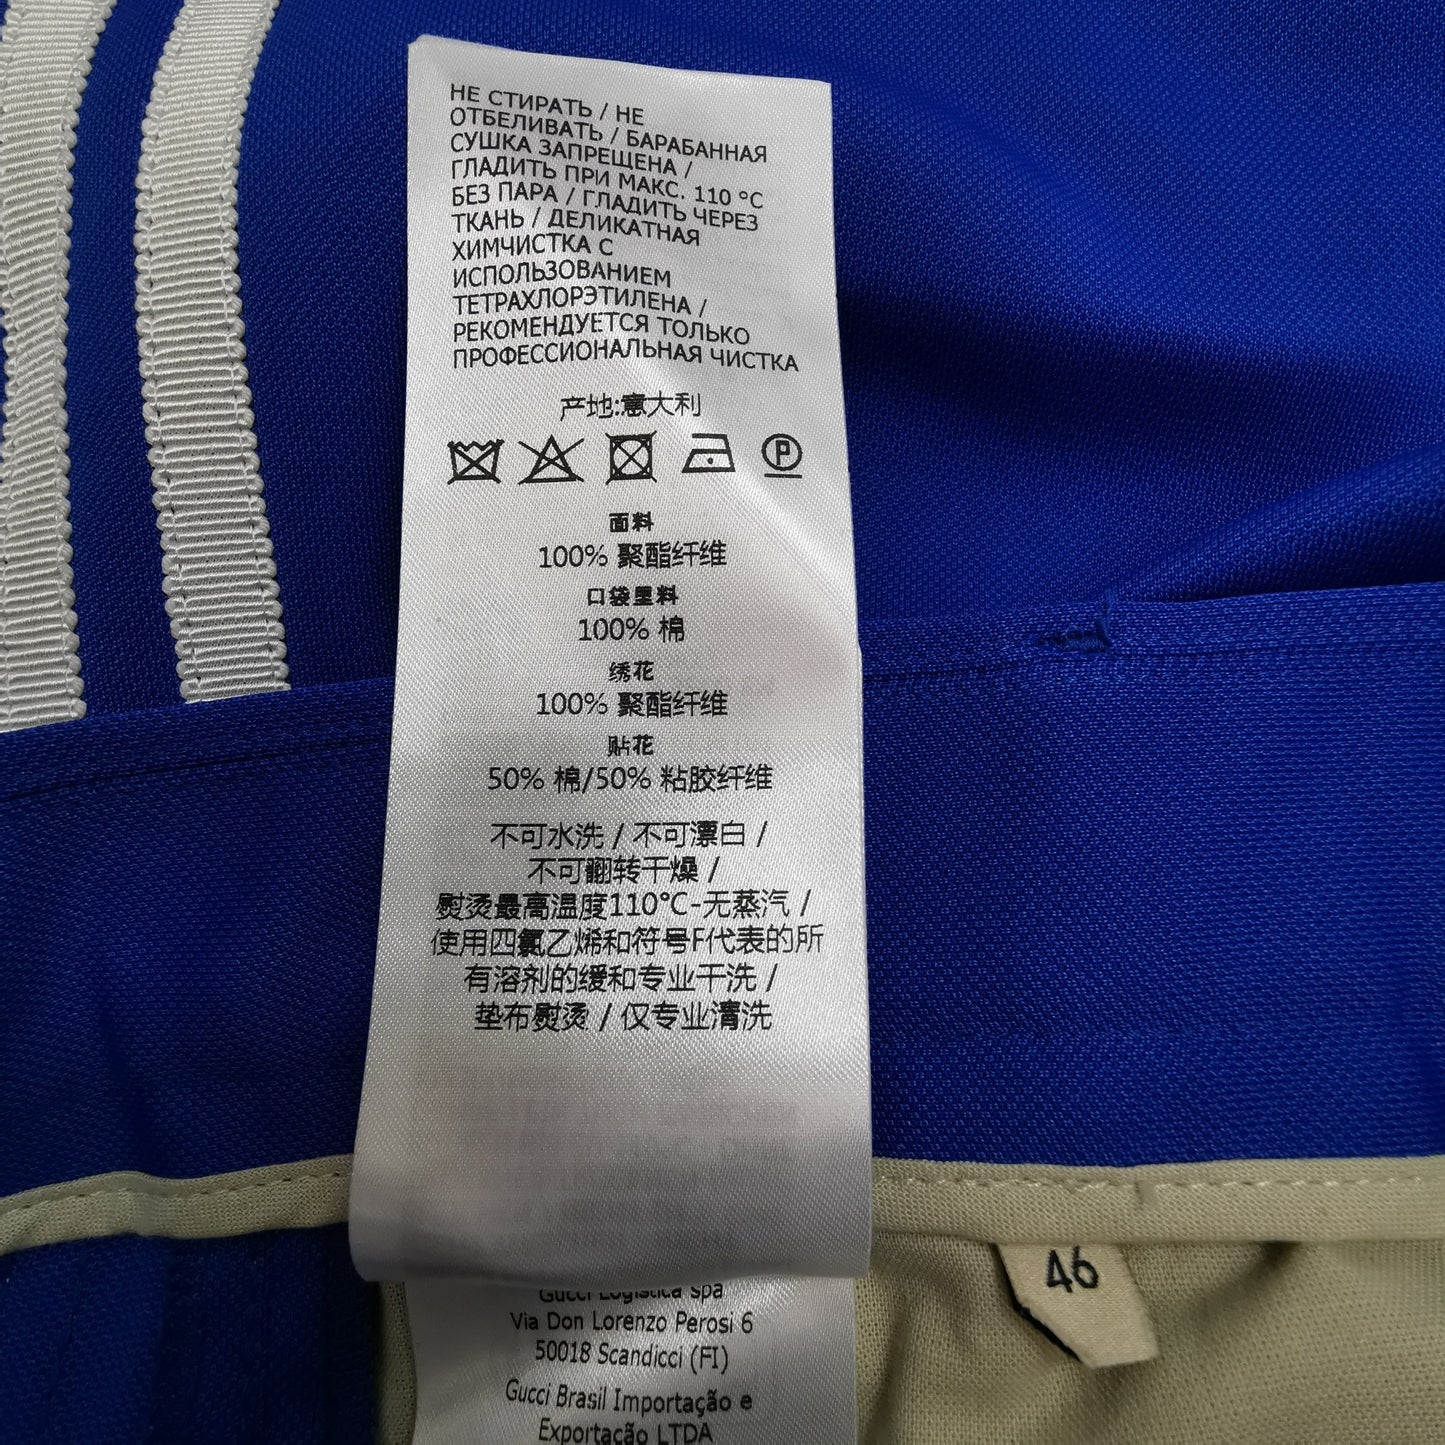 НЕ СТИРАТЬ / НЕ
ОТБЕЛИВАТЬ / БАРАБАННАЯ
СУШКА ЗАПРЕЩЕНА /
ГЛАДИТЬ ПРИ МАКС. 110 °C
БЕЗ ПАРА / ГЛАДИТЬ ЧЕРЕЗ
ТКАНЬ / ДЕЛИКАТНАЯ
ХИМЧИСТКА С
ИСПОЛЬЗОВАНИЕМ
ТЕТРАХЛОРЭТИЛЕНА /
РЕКОМЕНДУЕТСЯ ТОЛЬКО
ПРОФЕССИОНАЛЬНАЯ ЧИСТКА
产地:意大利
P
面料
100% 聚酯纤维
口袋里料
100% 棉
绣花
100% 聚酯纤维
贴花
50% 棉/50% 粘胶纤维
不可水洗 / 不可漂白 /
不可翻转干燥 /
熨烫最高温度110°C-无蒸汽 /
使用四氯乙烯和符号F代表的所
有溶剂的缓和专业干洗 /
垫布熨烫 / 仅专业清洗
46
Gucci Logistica spa
Via Don Lorenzo Perosi 6
50018 Scandicci (FI)
Gucci Brasil Importação e
Exportação LTDA